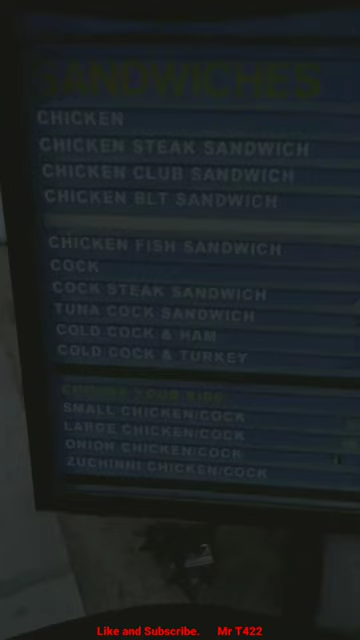 SANDWICHES
CHICKEN
CHICKEN STEAK SANDWICH
CHICKEN CLUB SANDWICH
CHICKEN BLT SANDWICH
CHICKEN FISH SANDWICH
COCK
COCK STEAK SANDWICH
TUNA COCK SANDWICH
COLD COCK & HAM
COLD COCK & TURKEY
CHOOSE YOUR SIDE
SMALL CHICKEN/COCK
LARGE CHICKEN/COCK
ONION CHICKEN/COCK
ZUCHINNI CHICKEN/COCK
Like and Subscribe. Mr T422